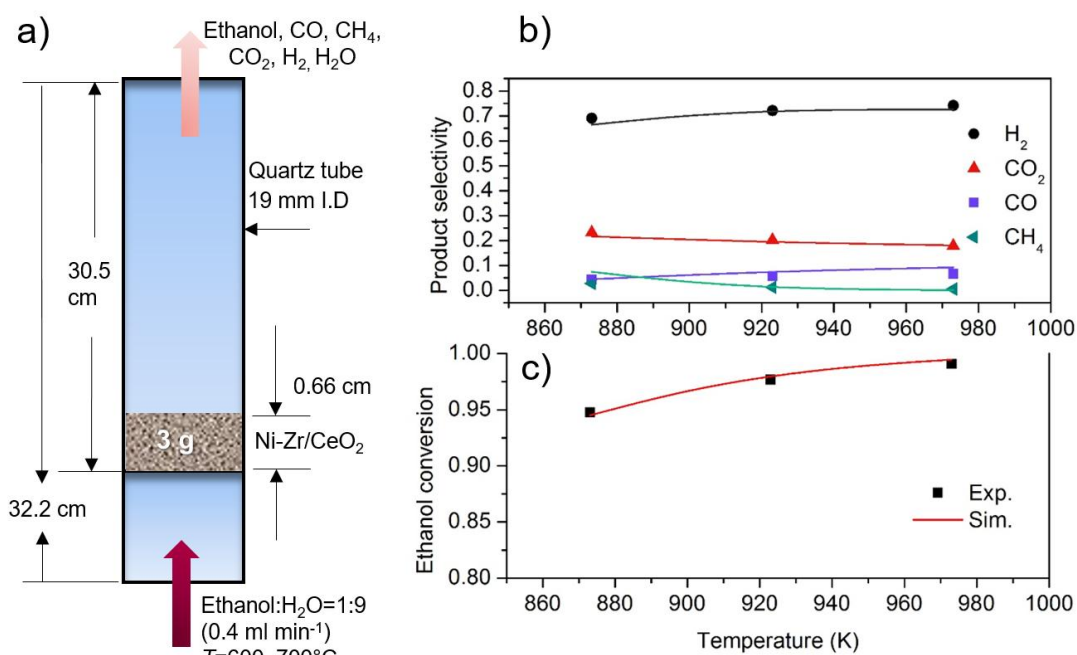 a)
Ethanol, CO, CH₄,
CO₂, H₂, H₂O
Quartz tube
19 mm I.D
30.5
cm
0.66 cm
3 g
Ni-Zr/CeO₂
32.2 cm
Ethanol:H₂O=1:9
(0.4 ml min⁻¹)
T=600–700°C
b)
Product selectivity
0.8
0.7
0.6
0.5
0.4
0.3
0.2
0.1
0.0
H₂
CO₂
CO
CH₄
860 880 900 920 940 960 980 1000
c)
Ethanol conversion
1.00
0.95
0.90
0.85
0.80
Exp.
Sim.
860 880 900 920 940 960 980 1000
Temperature (K)